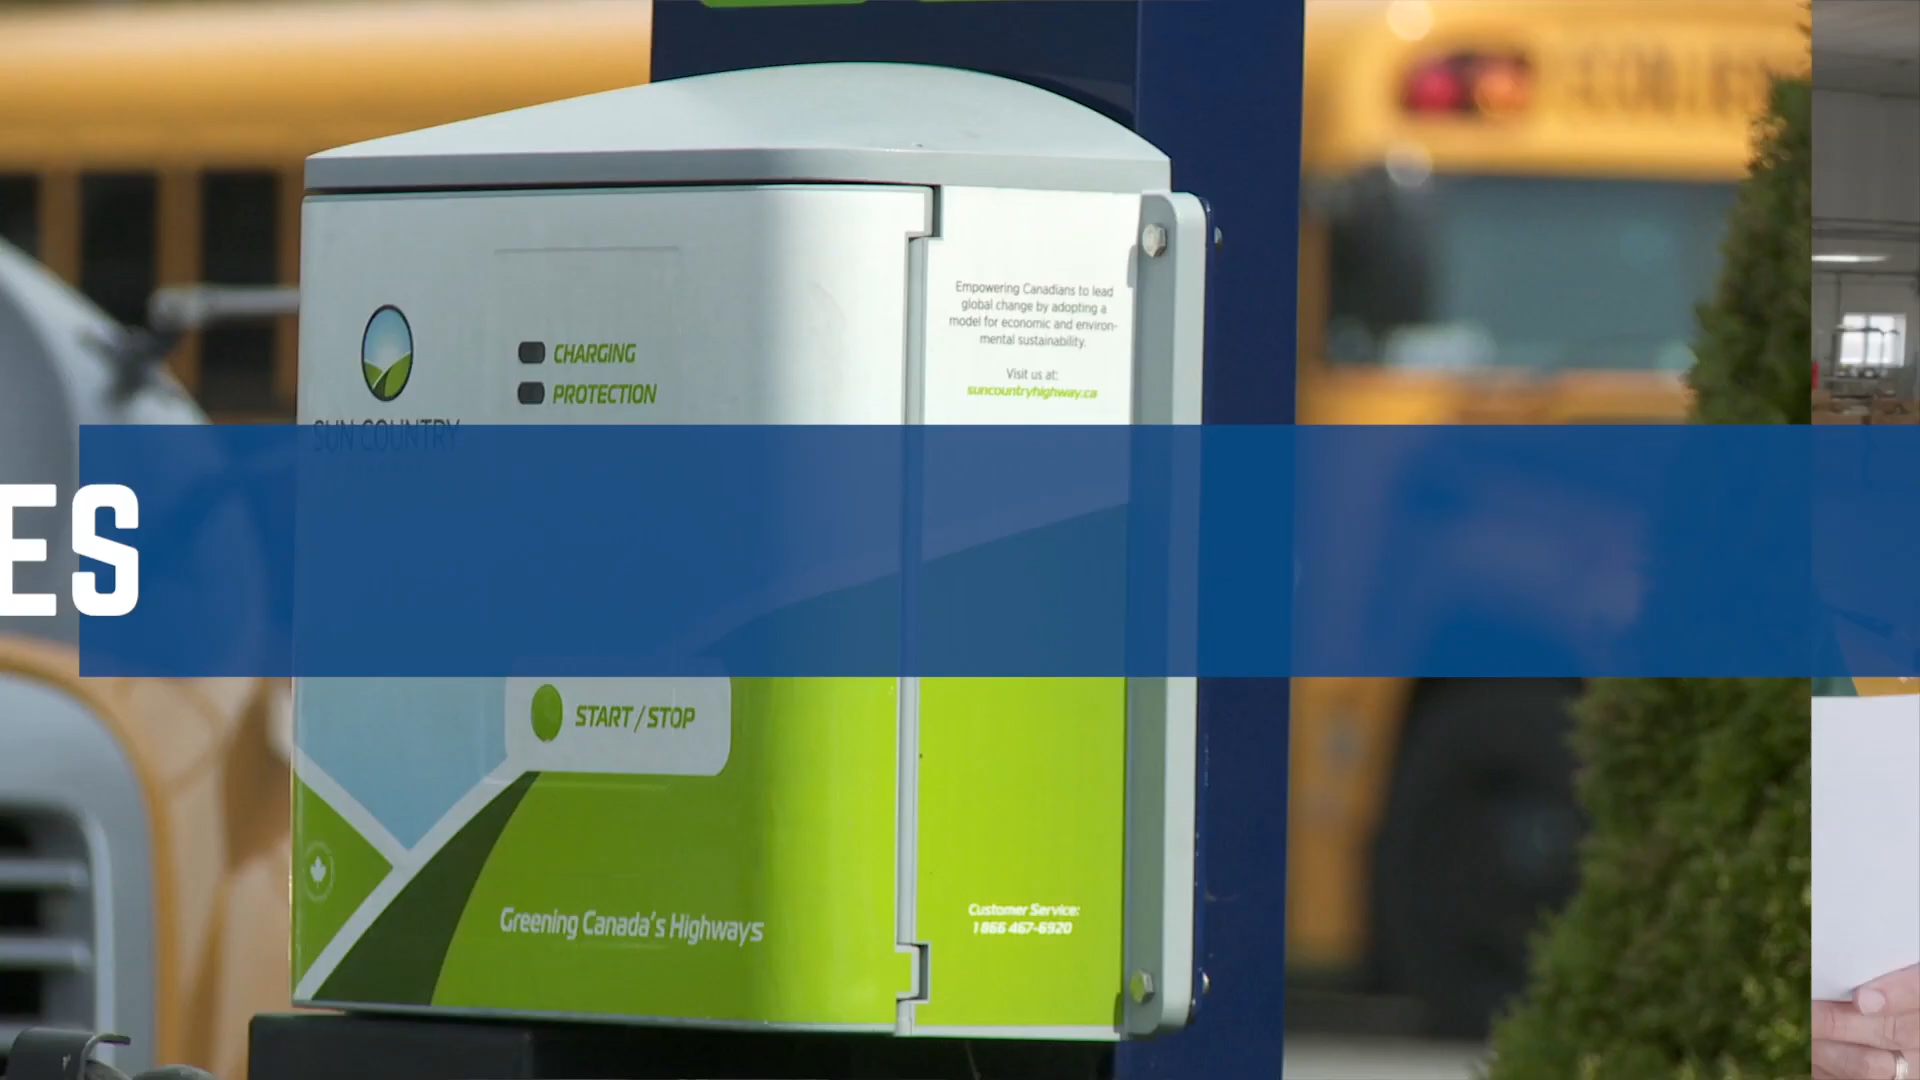 CHARGING
PROTECTION
SUN COUNTRY
Empowering Canadians to lead
global change by adopting a
model for economic and environ-
mental sustainability.
Visit us at:
suncountryhighway.ca
ES
START / STOP
Greening Canada's Highways
Customer Service:
1 866 467-6920